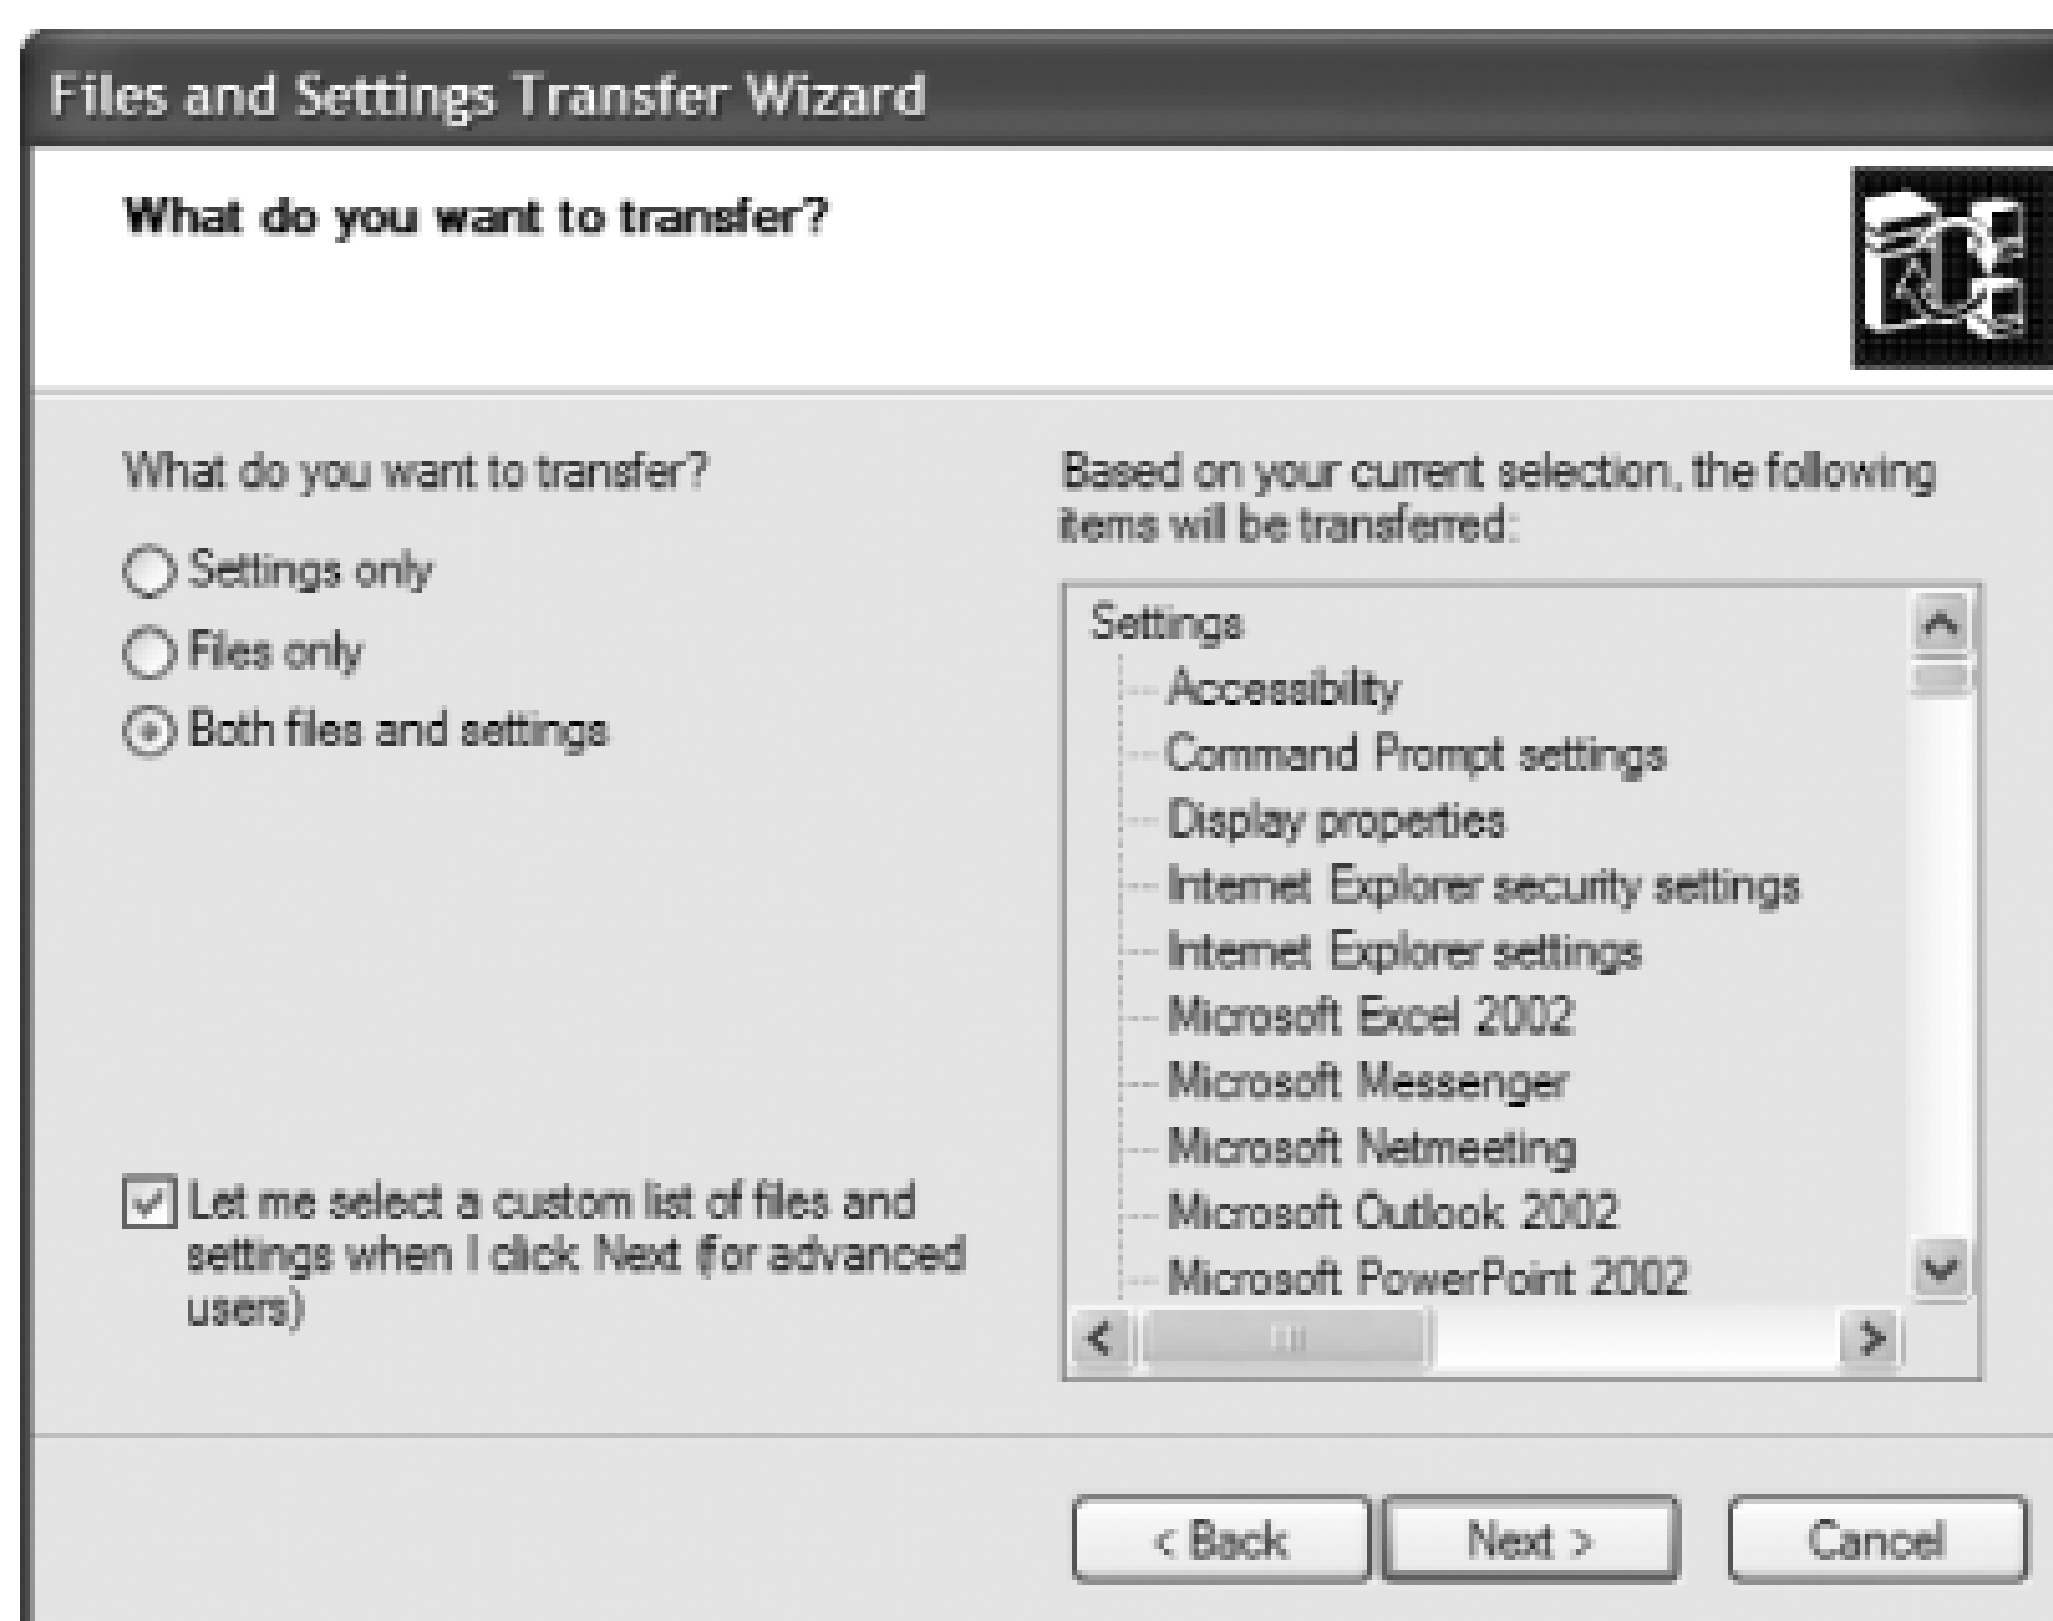 Files and Settings Transfer Wizard
What do you want to transfer?
What do you want to transfer?
Settings only
Files only
Both files and settings
Let me select a custom list of files and
settings when I click Next (for advanced
users)
Based on your current selection, the following
items will be transferred:
Settings
Accessibility
Command Prompt settings
Display properties
Internet Explorer security settings
Internet Explorer settings
Microsoft Excel 2002
Microsoft Messenger
Microsoft Netmeeting
Microsoft Outlook 2002
Microsoft PowerPoint 2002
< Back
Next >
Cancel